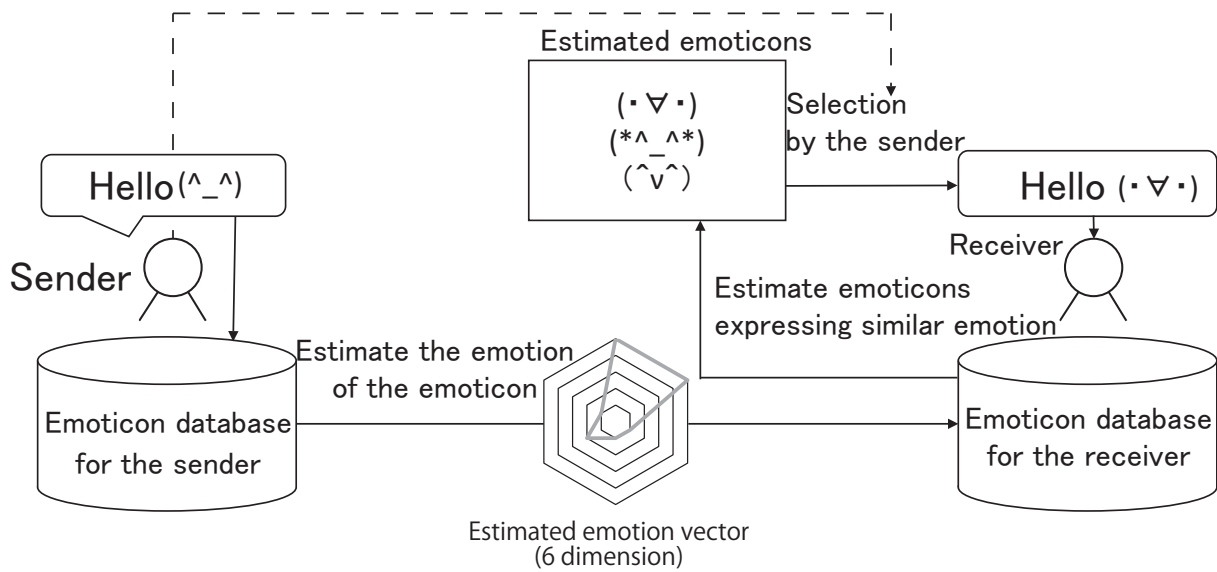 Estimated emoticons
(・∀・)
(*^_^*)
(^v^)
Selection
by the sender
Hello(^_^)
Hello (・∀・)
Sender
Receiver
Estimate emoticons
expressing similar emotion
Estimate the emotion
of the emoticon
Emoticon database
for the sender
Emoticon database
for the receiver
Estimated emotion vector
(6 dimension)